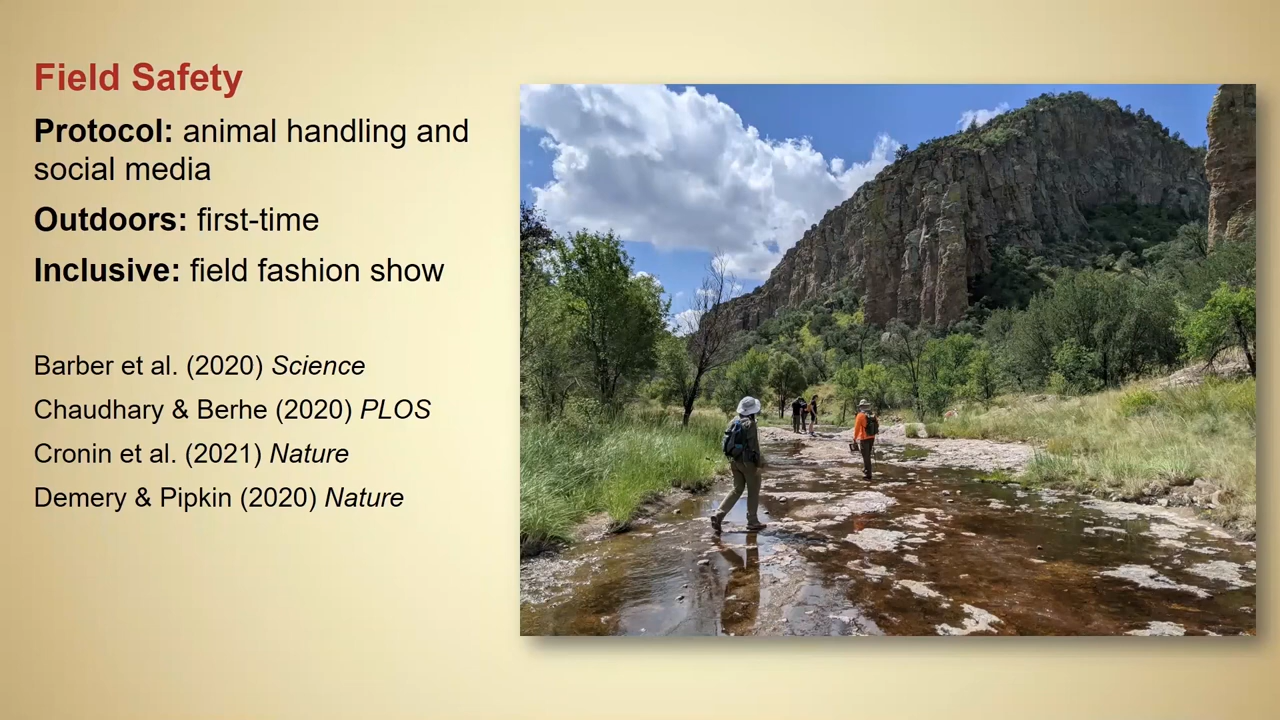 Field Safety
Protocol: animal handling and
social media
Outdoors: first-time
Inclusive: field fashion show
Barber et al. (2020) Science
Chaudhary & Berhe (2020) PLOS
Cronin et al. (2021) Nature
Demery & Pipkin (2020) Nature